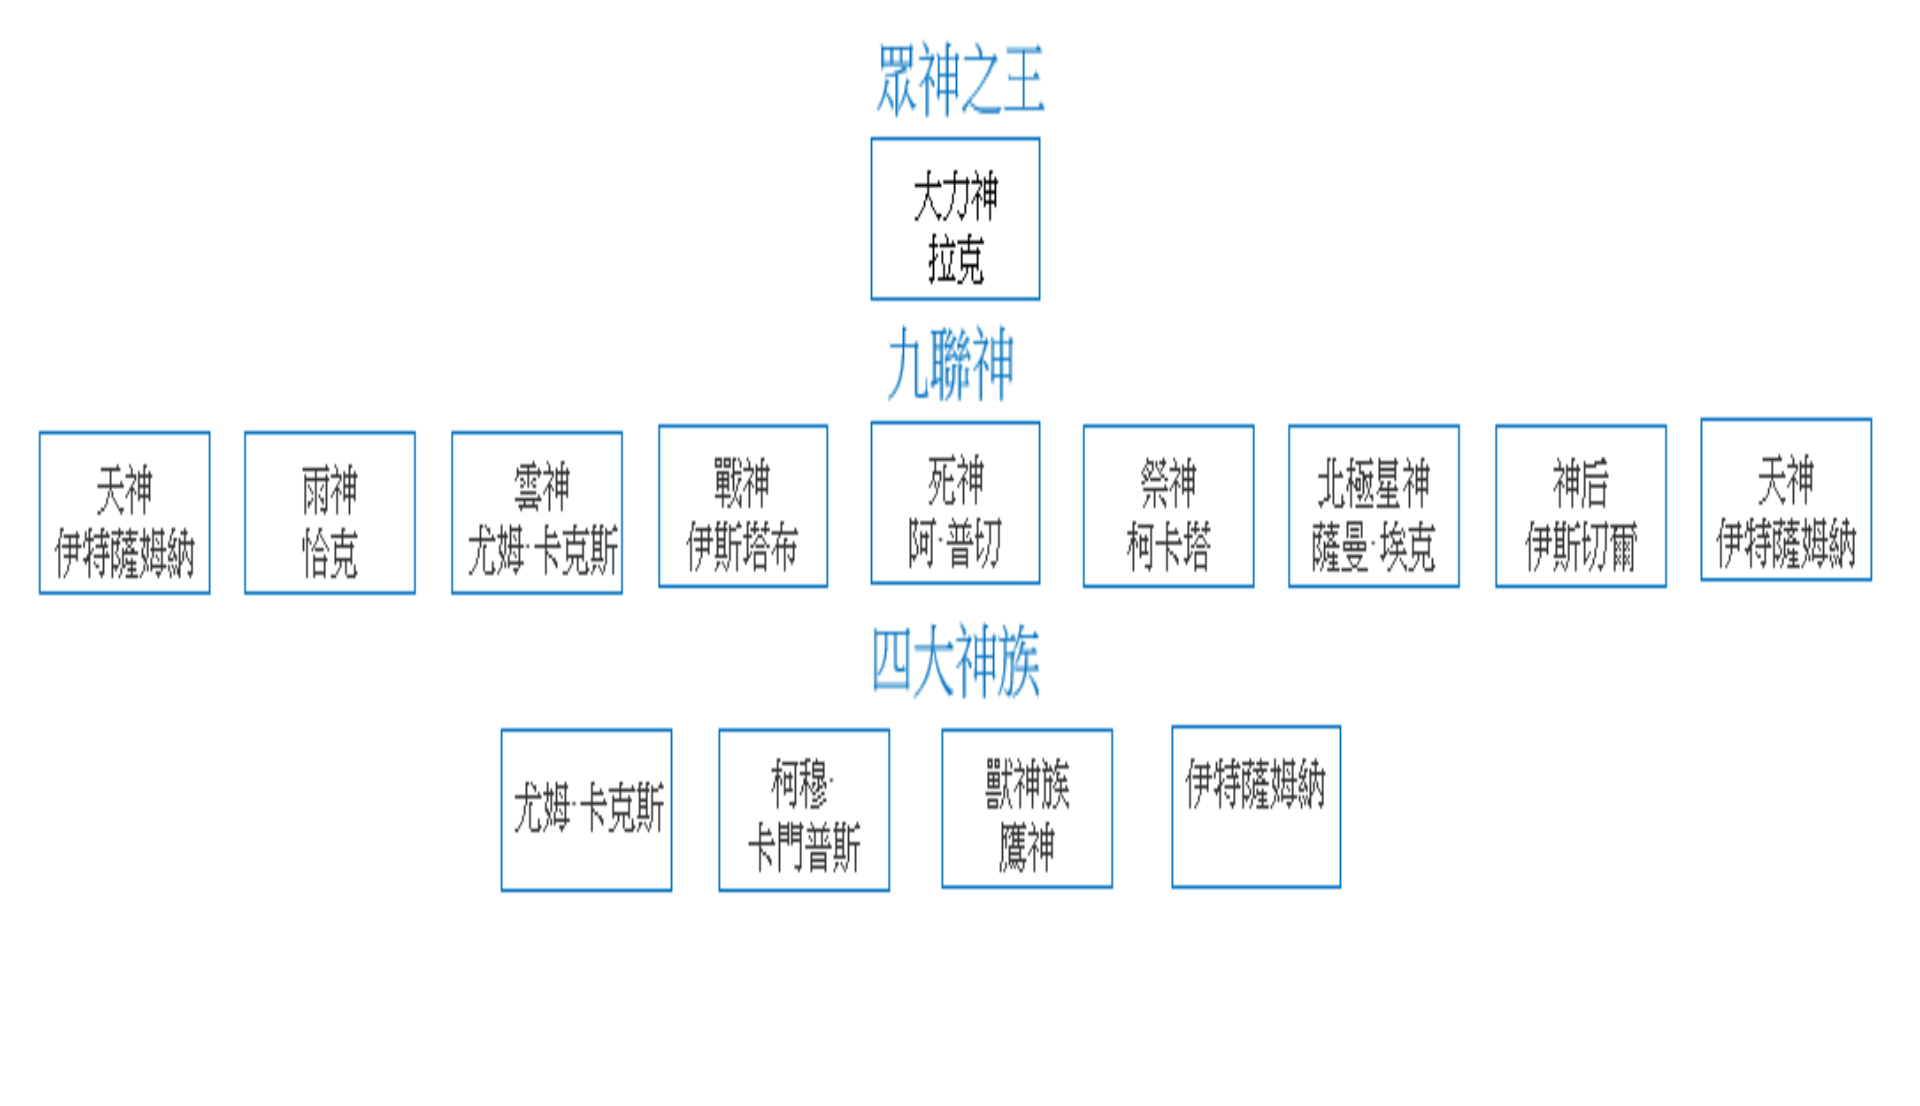 眾神之王
大力神
拉克
九聯神
天神
伊特薩姆納
雨神
恰克
雲神
尤姆·卡克斯
戰神
伊斯塔布
死神
阿·普切
祭神
柯卡塔
北極星神
薩曼·埃克
神后
伊斯切爾
天神
伊特薩姆納
四大神族
尤姆·卡克斯
柯穆·
卡門普斯
獸神族
鷹神
伊特薩姆納